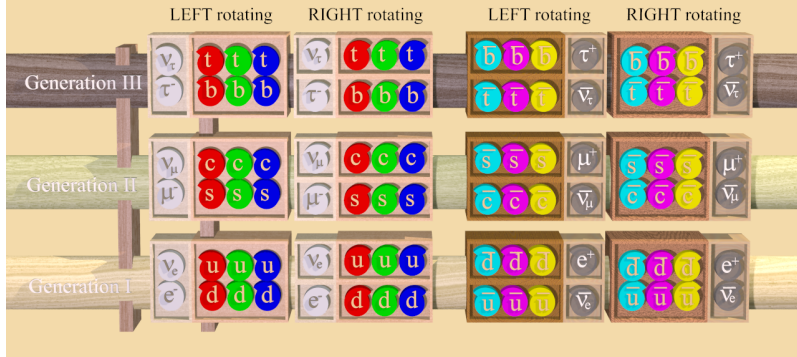 LEFT rotating RIGHT rotating LEFT rotating RIGHT rotating
Generation III
ντ t t t ντ t t t b̅ b̅ b̅ τ+ b̅ b̅ b̅ τ+
τ- b b b τ- b b b t̅ t̅ t̅ ν̅τ t̅ t̅ t̅ ν̅τ
Generation II
νμ c c c νμ c c c s̅ s̅ s̅ μ+ s̅ s̅ s̅ μ+
μ- s s s μ- s s s c̅ c̅ c̅ ν̅μ c̅ c̅ c̅ ν̅μ
Generation I
νe u u u νe u u u d̅ d̅ d̅ e+ d̅ d̅ d̅ e+
e- d d d e- d d d u̅ u̅ u̅ ν̅e u̅ u̅ u̅ ν̅e